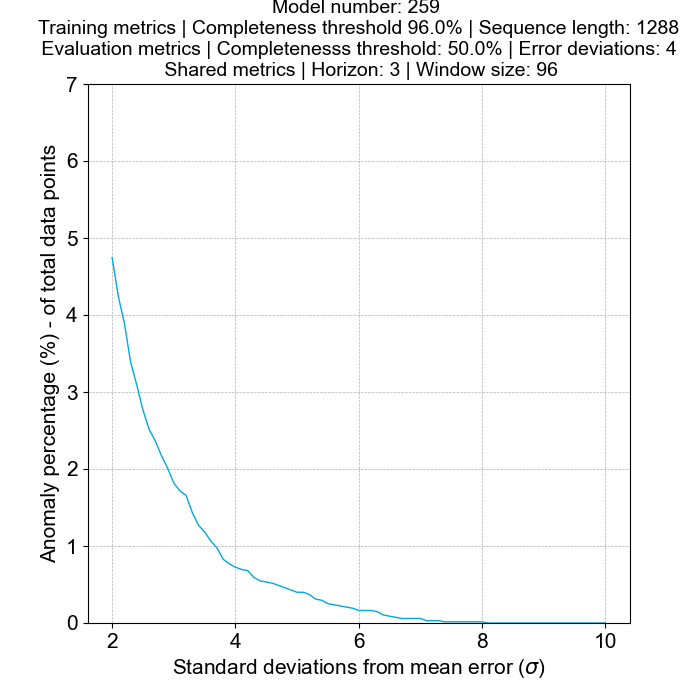 Model number: 259
Training metrics | Completeness threshold 96.0% | Sequence length: 1288
Evaluation metrics | Completenesss threshold: 50.0% | Error deviations: 4
Shared metrics | Horizon: 3 | Window size: 96
7
6
5
4
3
2
1
0
Anomaly percentage (%) - of total data points
2 4 6 8 10
Standard deviations from mean error (σ)